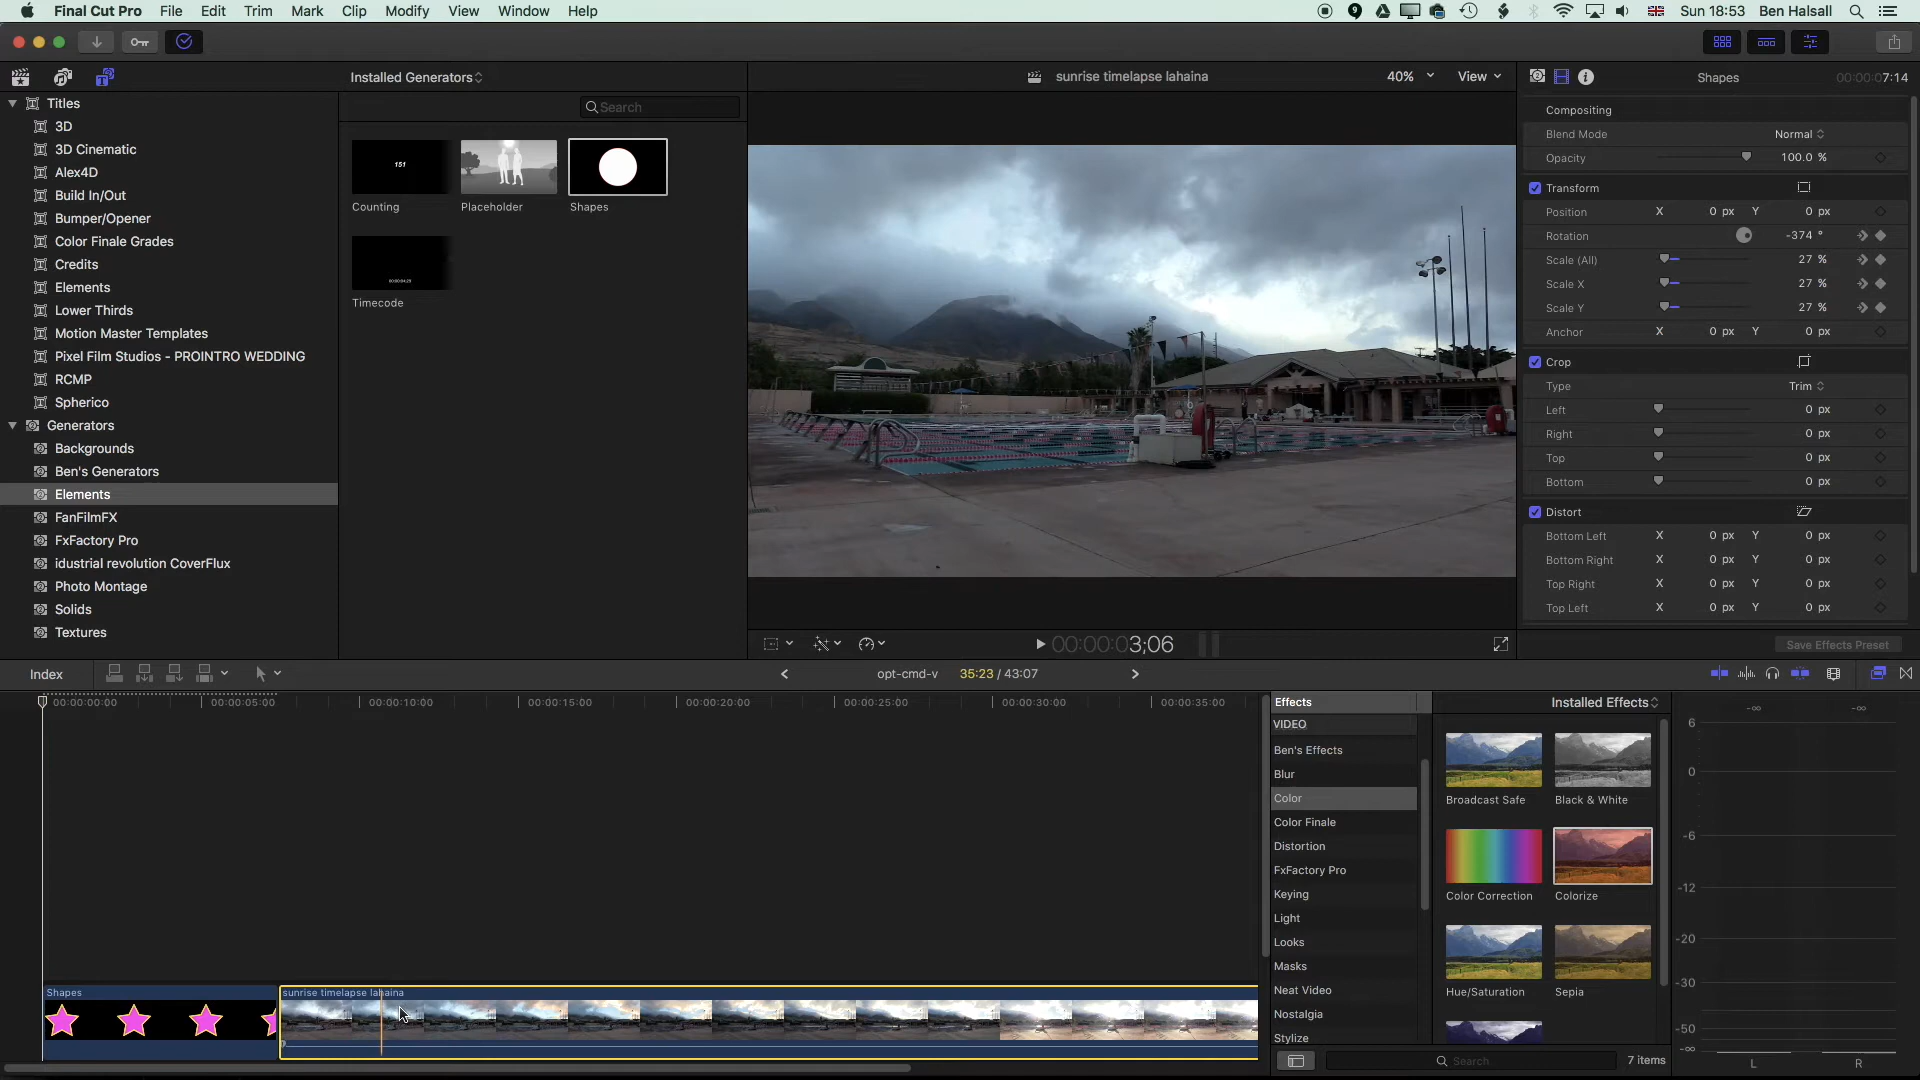 Final Cut Pro File Edit Trim Mark Clip Modify View Window Help
9
Sun 18:53 Ben Halsall
Installed Generators
sunrise timelapse lahaina
40% View
Shapes 00:00:07:14
Titles
3D
3D Cinematic
Alex4D
Build In/Out
Bumper/Opener
Color Finale Grades
Credits
Elements
Lower Thirds
Motion Master Templates
Pixel Film Studios - PROINTRO WEDDING
RCMP
Spherico
Generators
Backgrounds
Ben's Generators
Elements
FanFilmFX
FxFactory Pro
idustrial revolution CoverFlux
Photo Montage
Solids
Textures
Search
151
Counting
Placeholder
Shapes
00:00:04:29
Timecode
Compositing
Blend Mode Normal
Opacity 100.0 %
Transform
Position X 0 px Y 0 px
Rotation -374 °
Scale (All) 27 %
Scale X 27 %
Scale Y 27 %
Anchor X 0 px Y 0 px
Crop
Type Trim
Left 0 px
Right 0 px
Top 0 px
Bottom 0 px
Distort
Bottom Left X 0 px Y 0 px
Bottom Right X 0 px Y 0 px
Top Right X 0 px Y 0 px
Top Left X 0 px Y 0 px
Save Effects Preset
00:00:03;06
Index
opt-cmd-v 35:23 / 43:07
00:00:00:00 00:00:05:00 00:00:10:00 00:00:15:00 00:00:20:00 00:00:25:00 00:00:30:00 00:00:35:00
Shapes
sunrise timelapse lahaina
Effects
VIDEO
Ben's Effects
Blur
Color
Color Finale
Distortion
FxFactory Pro
Keying
Light
Looks
Masks
Neat Video
Nostalgia
Stylize
Installed Effects
Broadcast Safe
Black & White
Color Correction
Colorize
Hue/Saturation
Sepia
Search
7 items
-∞ -∞
6
0
-6
-12
-20
-30
-50
-∞
L R